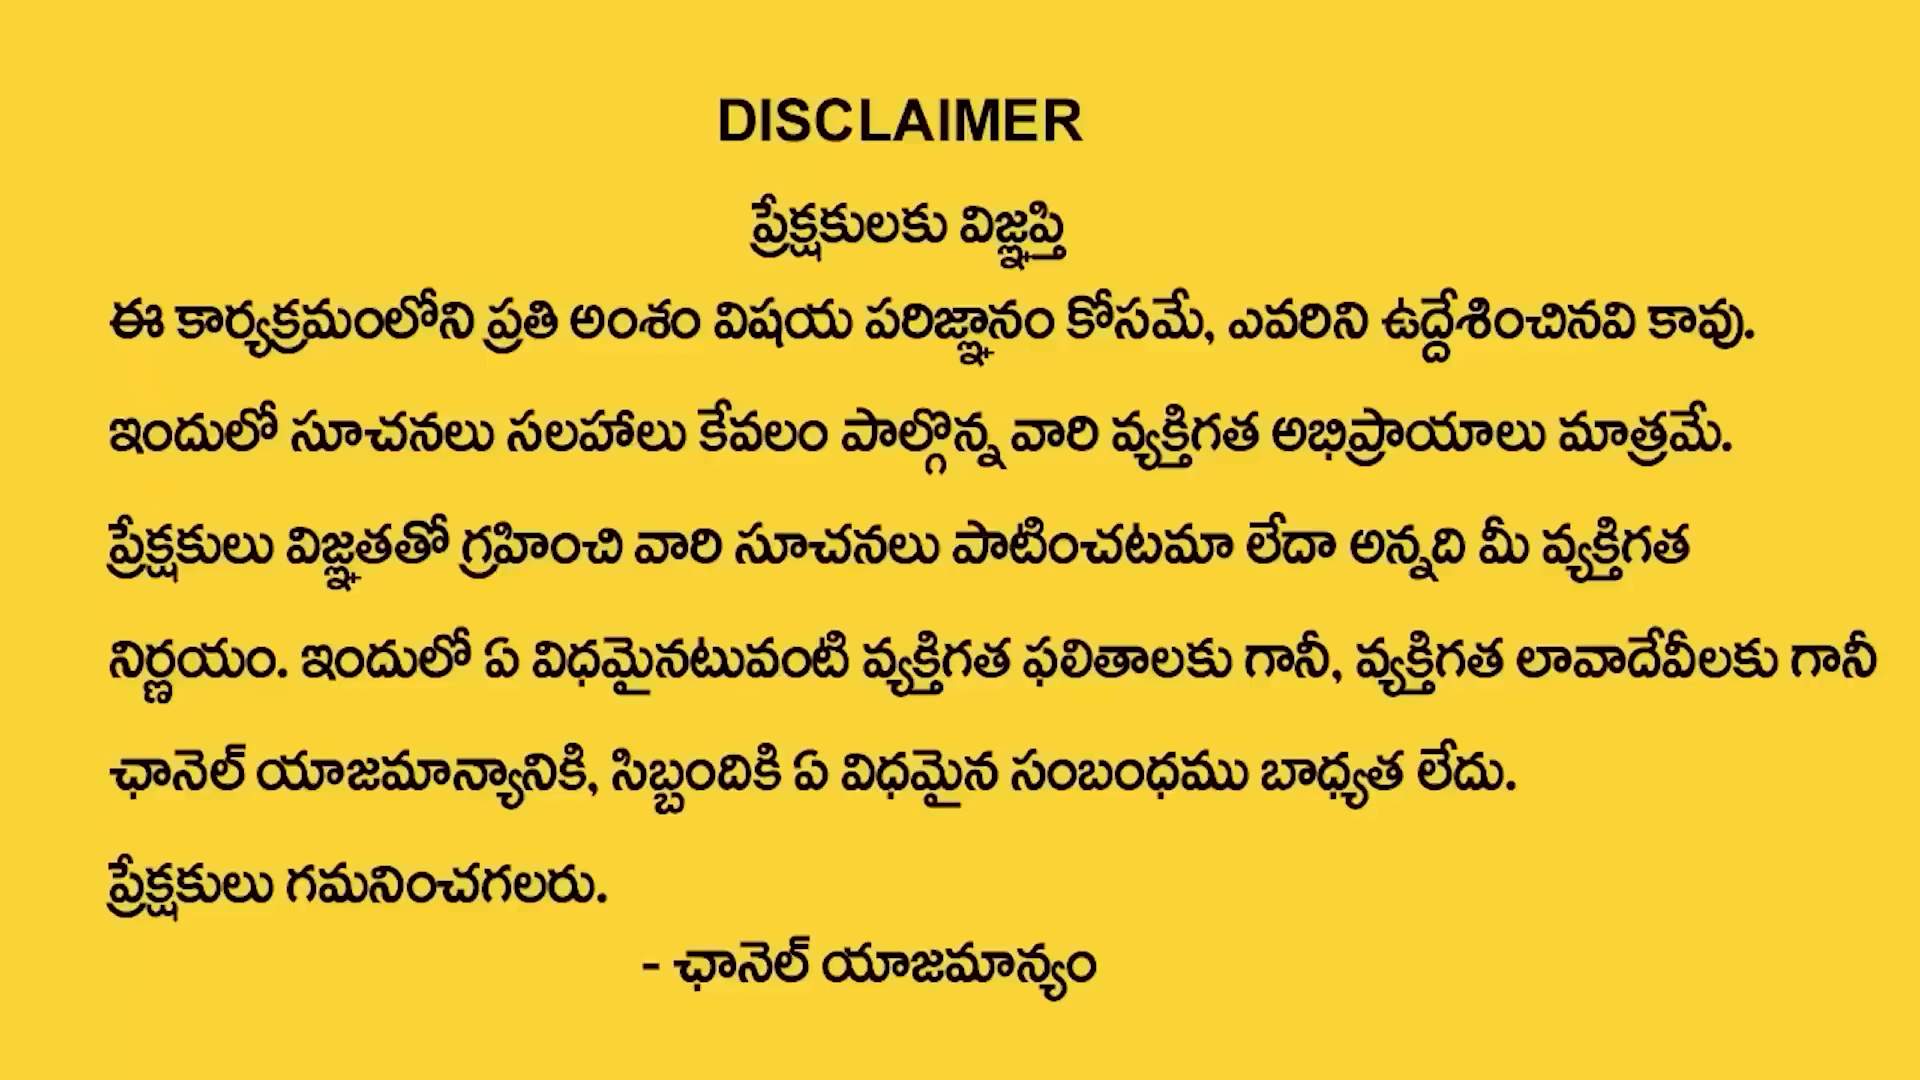 DISCLAIMER
ప్రేక్షకులకు విజ్ఞప్తి
ఈ కార్యక్రమంలోని ప్రతి అంశం విషయ పరిజ్ఞానం కోసమే, ఎవరిని ఉద్దేశించినవి కావు.
ఇందులో సూచనలు సలహాలు కేవలం పాల్గొన్న వారి వ్యక్తిగత అభిప్రాయాలు మాత్రమే.
ప్రేక్షకులు విజ్ఞతతో గ్రహించి వారి సూచనలు పాటించటమా లేదా అన్నది మీ వ్యక్తిగత
నిర్ణయం. ఇందులో ఏ విధమైనటువంటి వ్యక్తిగత ఫలితాలకు గానీ, వ్యక్తిగత లావాదేవీలకు గానీ
ఛానెల్ యాజమాన్యానికి, సిబ్బందికి ఏ విధమైన సంబంధము బాధ్యత లేదు.
ప్రేక్షకులు గమనించగలరు.
- ఛానెల్ యాజమాన్యం